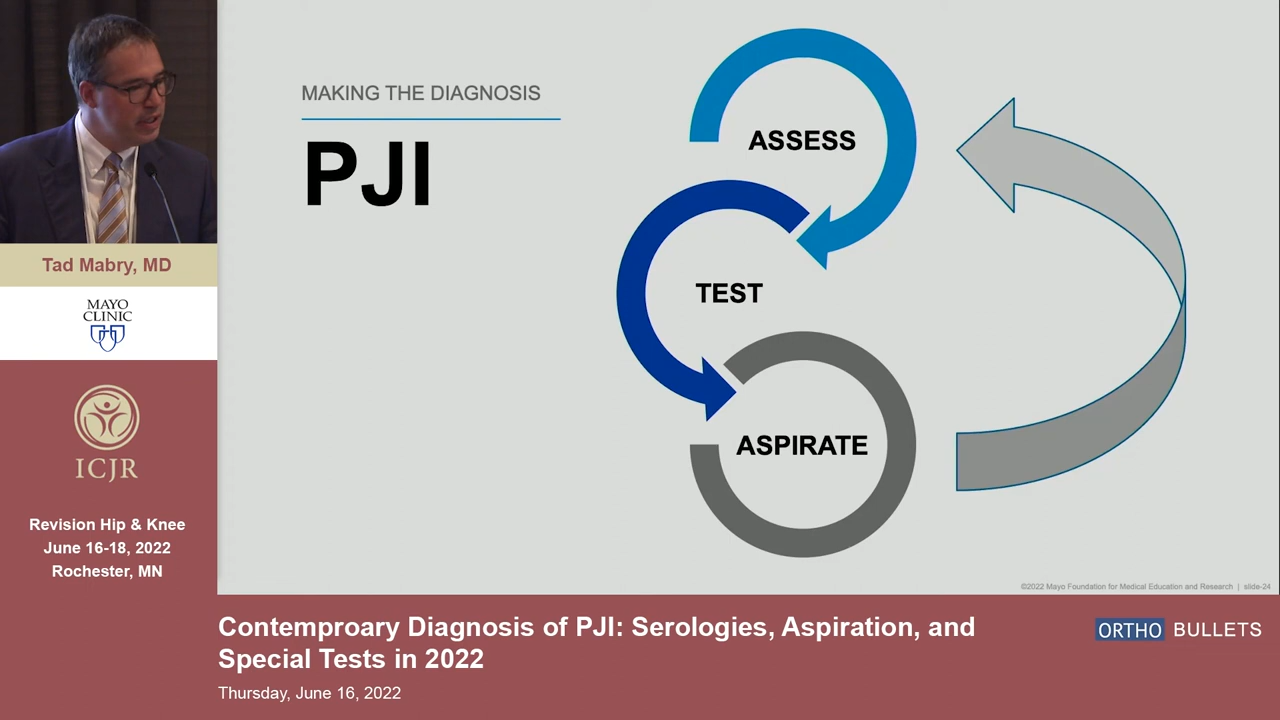 MAKING THE DIAGNOSIS
PJI
ASSESS
TEST
ASPIRATE
©2022 Mayo Foundation for Medical Education and Research | slide-24
Tad Mabry, MD
MAYO
CLINIC
ICJR
Revision Hip & Knee
June 16-18, 2022
Rochester, MN
Contemproary Diagnosis of PJI: Serologies, Aspiration, and
Special Tests in 2022
Thursday, June 16, 2022
ORTHO BULLETS